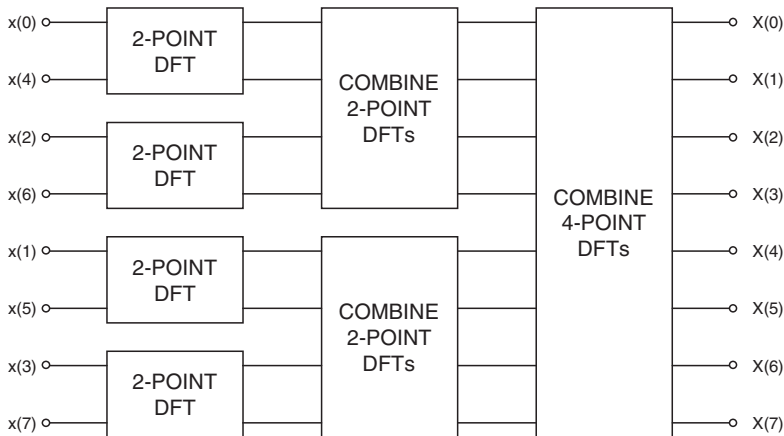 x(0)
x(4)
x(2)
x(6)
x(1)
x(5)
x(3)
x(7)
2-POINT
DFT
2-POINT
DFT
2-POINT
DFT
2-POINT
DFT
COMBINE
2-POINT
DFTs
COMBINE
2-POINT
DFTs
COMBINE
4-POINT
DFTs
X(0)
X(1)
X(2)
X(3)
X(4)
X(5)
X(6)
X(7)